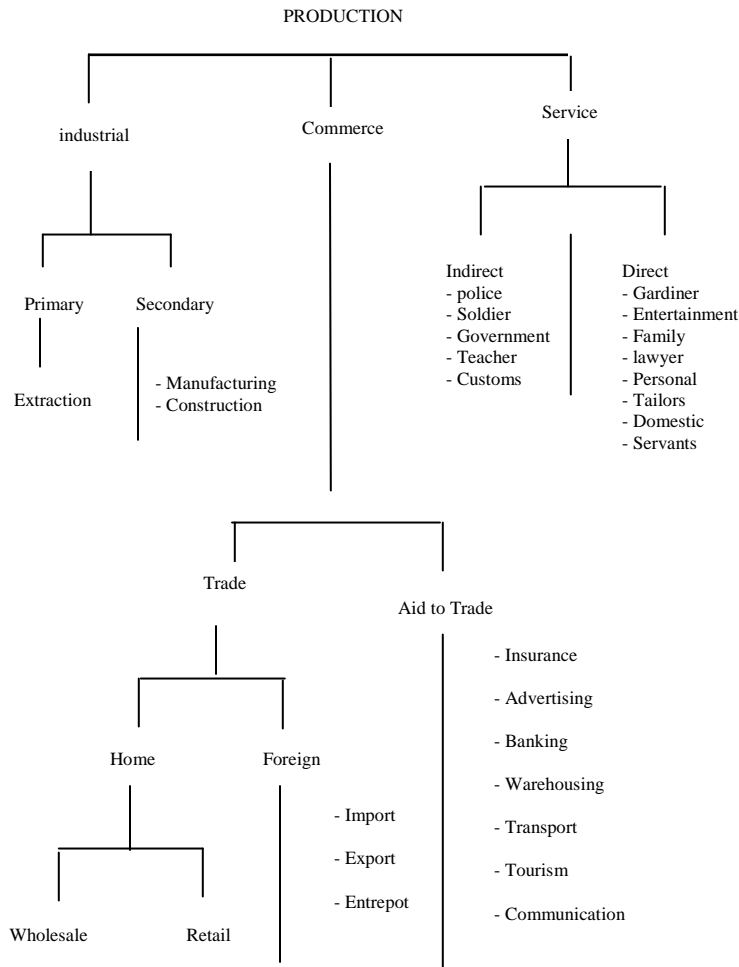 PRODUCTION
industrial
Commerce
Service
Primary
Secondary
Extraction
- Manufacturing
- Construction
Indirect
- police
- Soldier
- Government
- Teacher
- Customs
Direct
- Gardiner
- Entertainment
- Family
- lawyer
- Personal
- Tailors
- Domestic
- Servants
Trade
Aid to Trade
Home
Foreign
Wholesale
Retail
- Import
- Export
- Entrepot
- Insurance
- Advertising
- Banking
- Warehousing
- Transport
- Tourism
- Communication